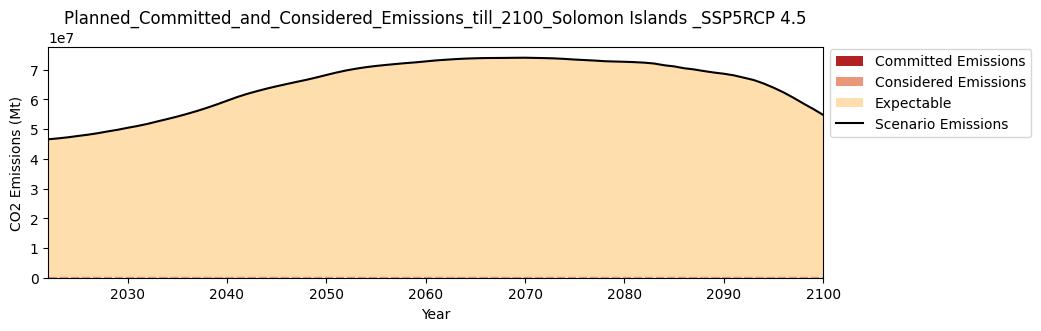 Planned_Committed_and_Considered_Emissions_till_2100_Solomon Islands _SSP5RCP 4.5
1e7
7
6
5
4
3
2
1
0
CO2 Emissions (Mt)
2030 2040 2050 2060 2070 2080 2090 2100
Year
Committed Emissions
Considered Emissions
Expectable
Scenario Emissions